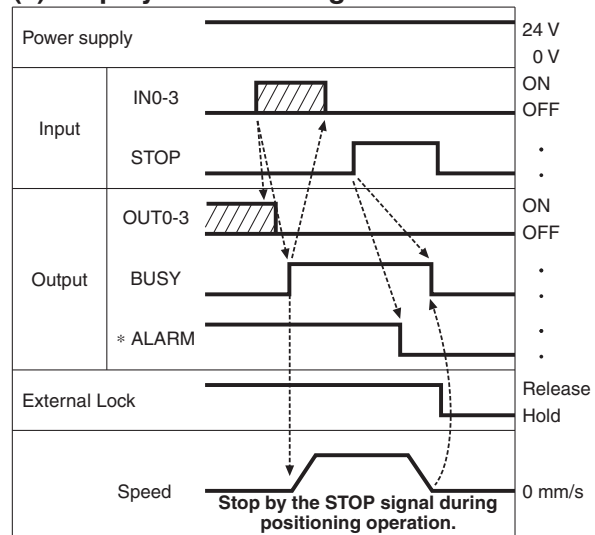 Power supply
24 V
0 V
Input
IN0-3
ON
OFF
STOP
Output
OUT0-3
ON
OFF
BUSY
* ALARM
External Lock
Release
Hold
Speed
0 mm/s
Stop by the STOP signal during
positioning operation.